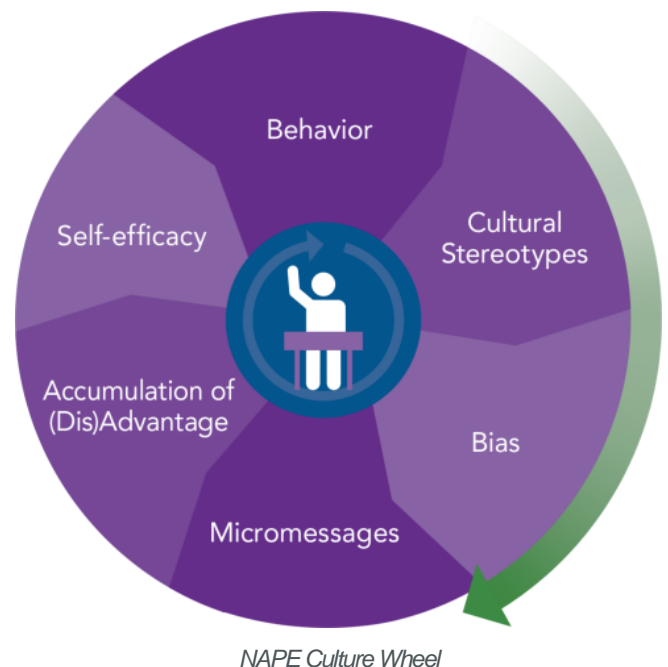 Behavior
Cultural
Stereotypes
Bias
Micromessages
Accumulation of
(Dis)Advantage
Self-efficacy
NAPE Culture Wheel